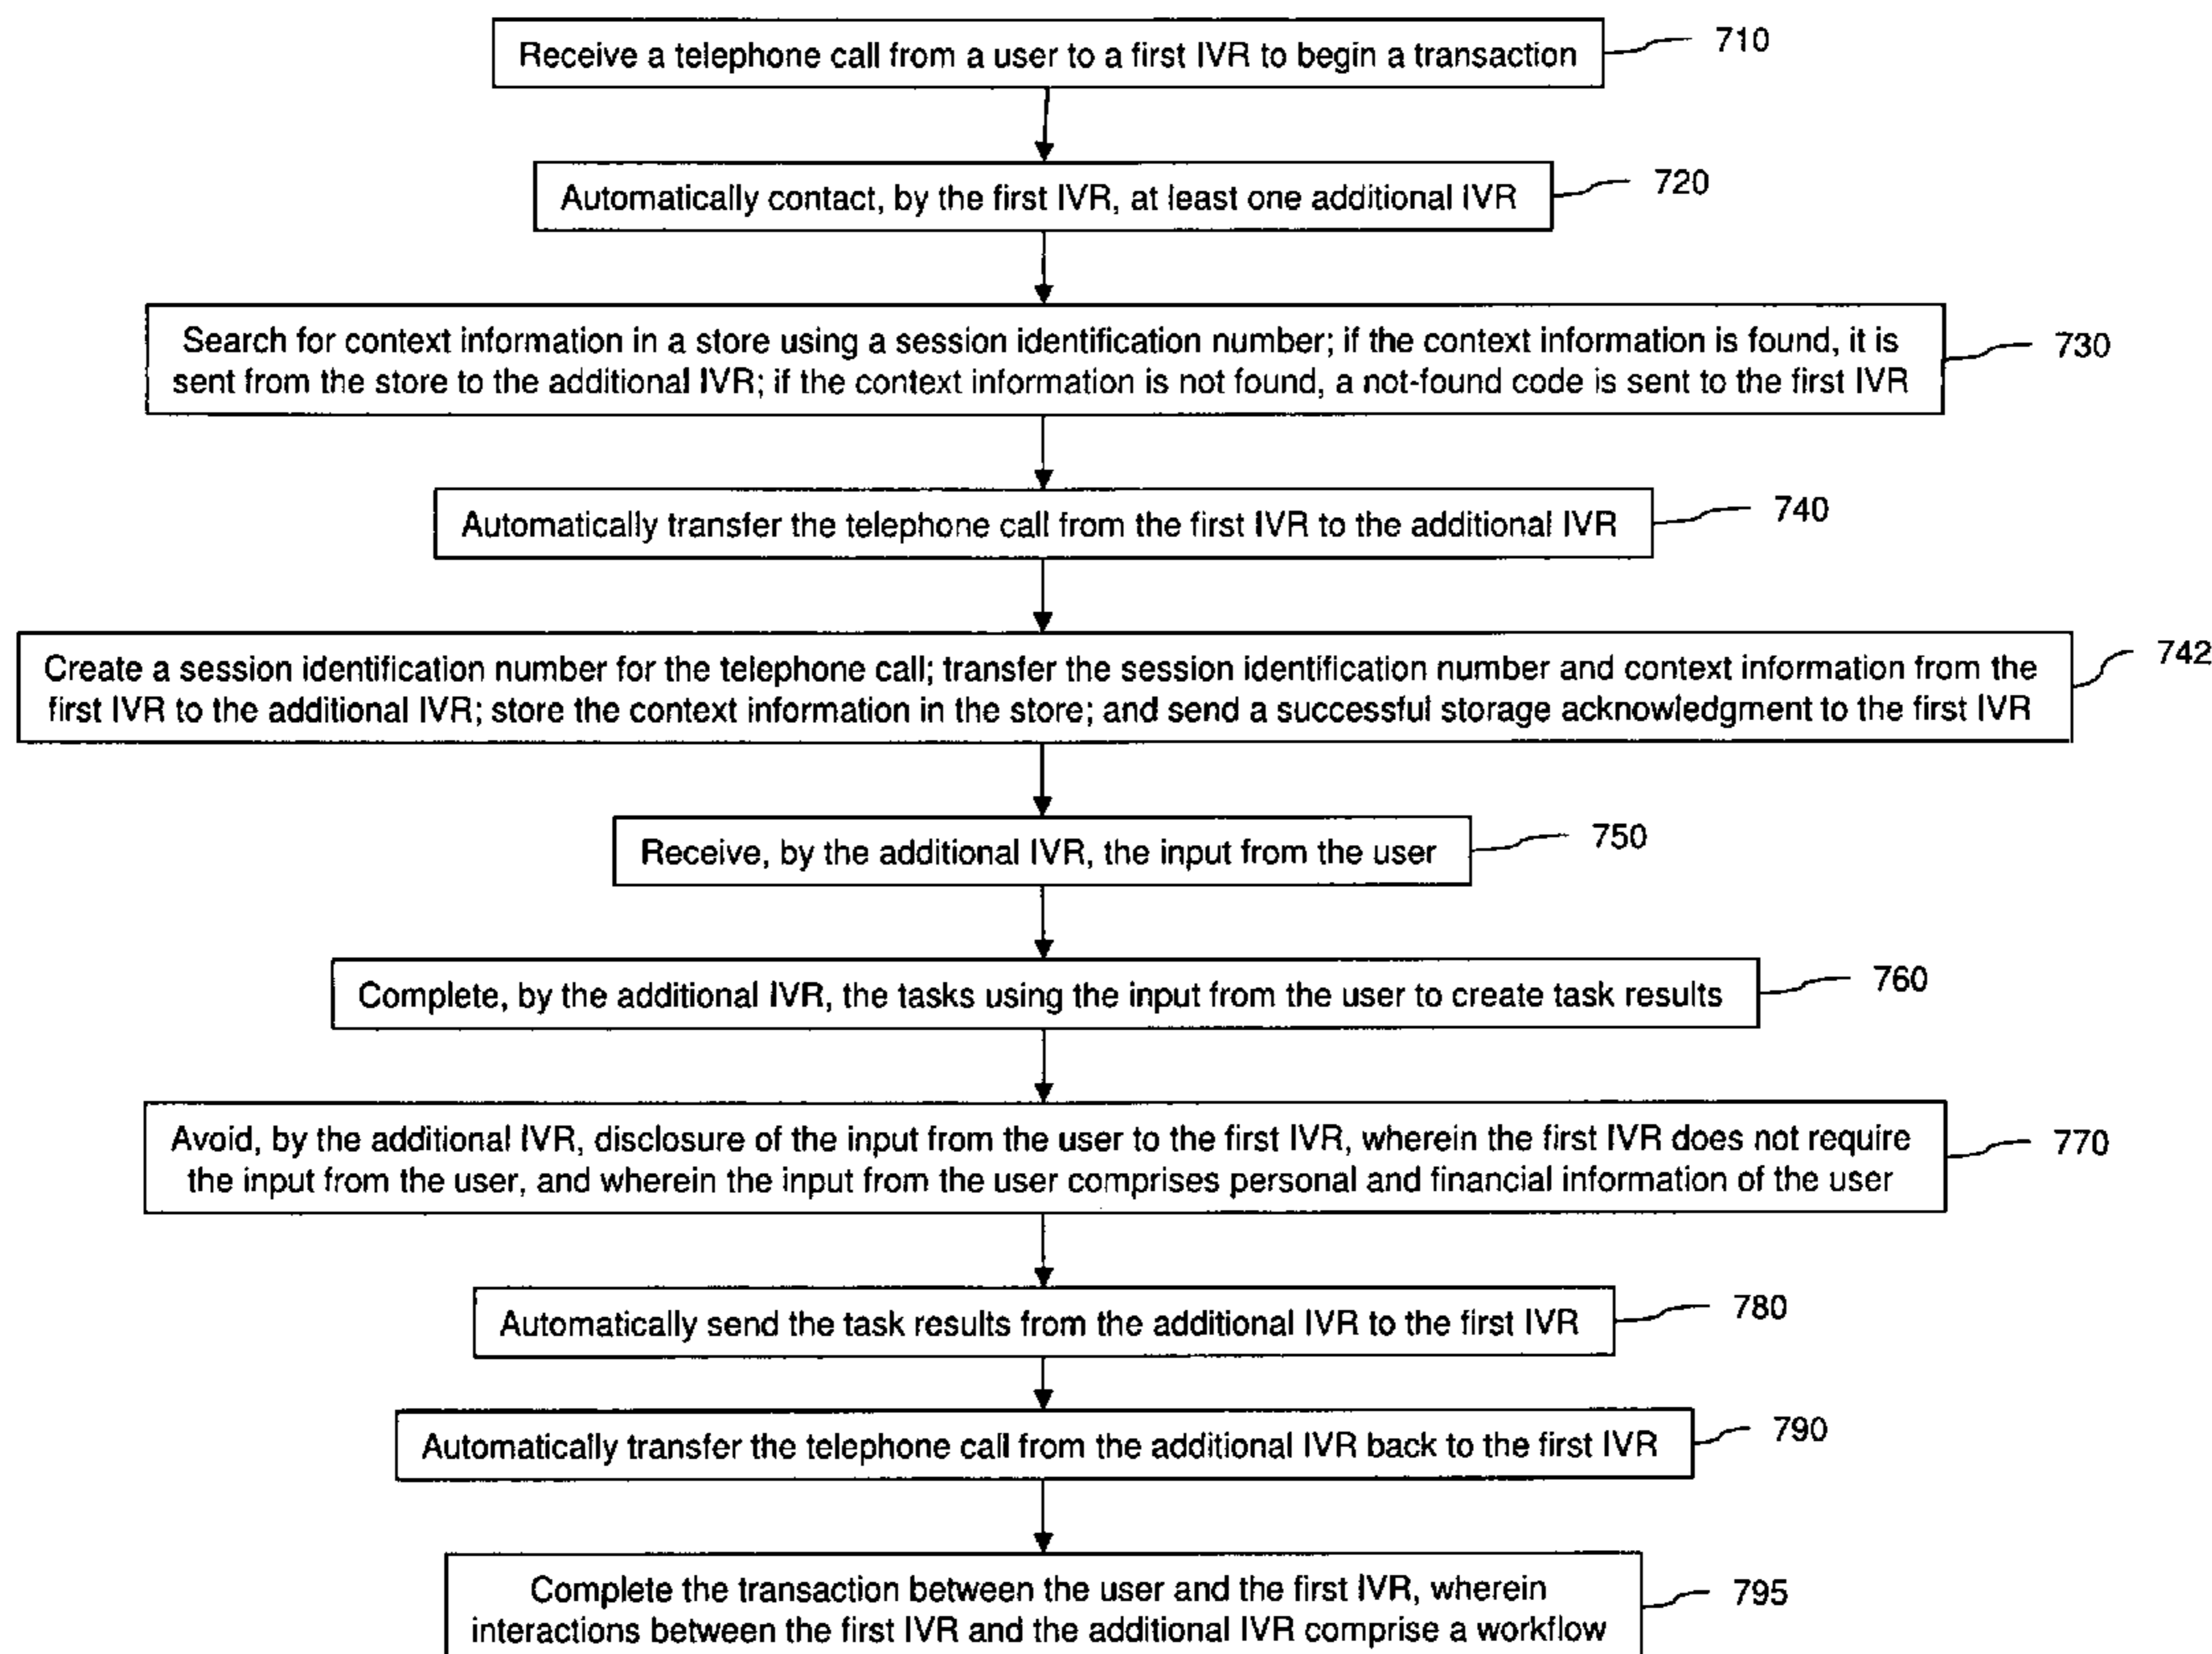 Receive a telephone call from a user to a first IVR to begin a transaction
710
Automatically contact, by the first IVR, at least one additional IVR
720
Search for context information in a store using a session identification number; if the context information is found, it is
sent from the store to the additional IVR; if the context information is not found, a not-found code is sent to the first IVR
730
Automatically transfer the telephone call from the first IVR to the additional IVR
740
Create a session identification number for the telephone call; transfer the session identification number and context information from the
first IVR to the additional IVR; store the context information in the store; and send a successful storage acknowledgment to the first IVR
742
Receive, by the additional IVR, the input from the user
750
Complete, by the additional IVR, the tasks using the input from the user to create task results
760
Avoid, by the additional IVR, disclosure of the input from the user to the first IVR, wherein the first IVR does not require
the input from the user, and wherein the input from the user comprises personal and financial information of the user
770
Automatically send the task results from the additional IVR to the first IVR
780
Automatically transfer the telephone call from the additional IVR back to the first IVR
790
Complete the transaction between the user and the first IVR, wherein
interactions between the first IVR and the additional IVR comprise a workflow
795